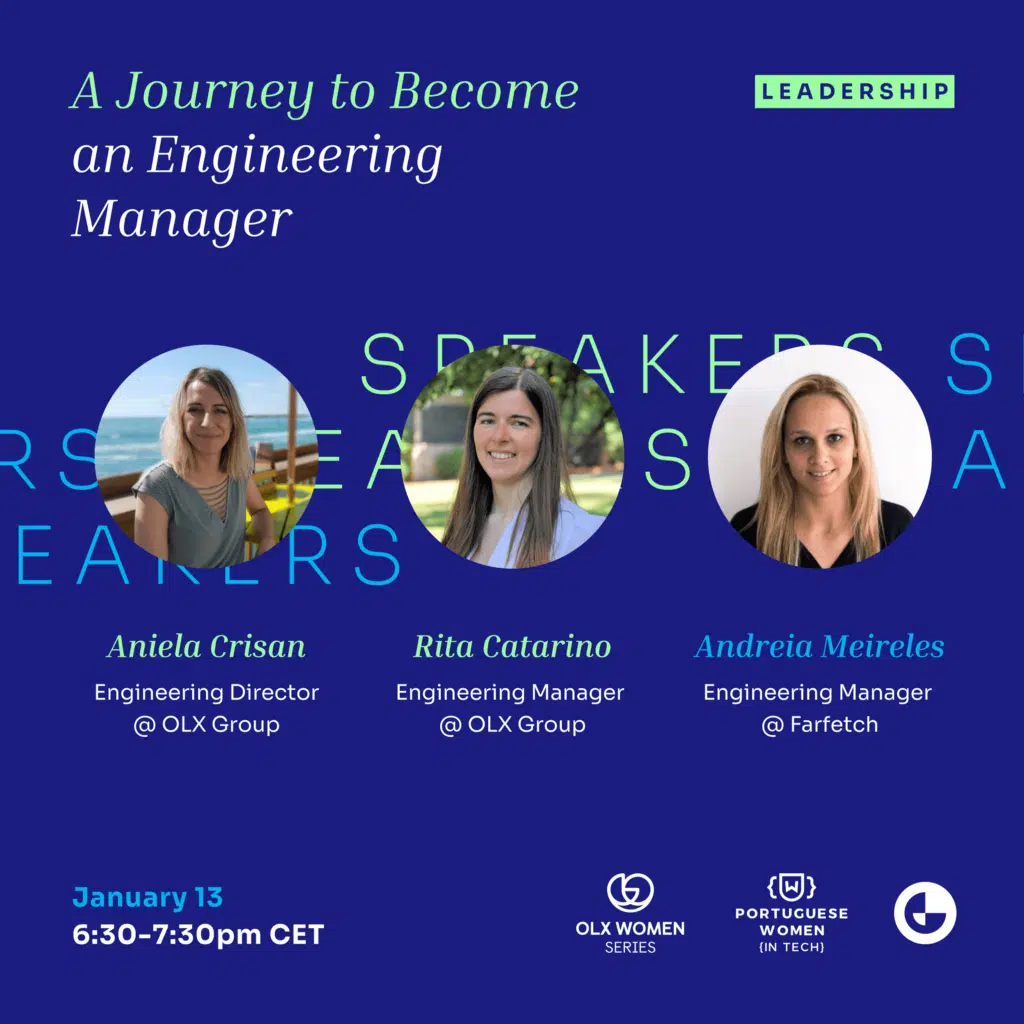 A Journey to Become
an Engineering
Manager
LEADERSHIP
SPEAKERS S
RS EA S A
EAKERS
Aniela Crisan
Engineering Director
@ OLX Group
Rita Catarino
Engineering Manager
@ OLX Group
Andreia Meireles
Engineering Manager
@ Farfetch
January 13
6:30-7:30pm CET
OLX WOMEN
SERIES
{W}
PORTUGUESE
WOMEN
{IN TECH}